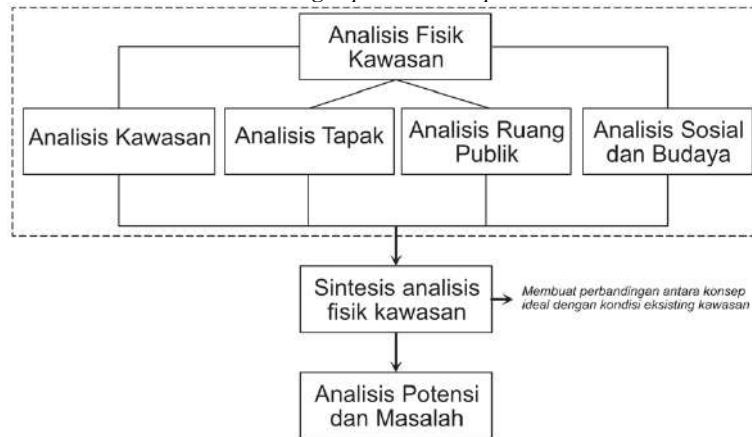 Analisis Fisik
Kawasan
Analisis Kawasan
Analisis Tapak
Analisis Ruang
Publik
Analisis Sosial
dan Budaya
Sintesis analisis
fisik kawasan
Membuat perbandingan antara konsep
ideal dengan kondisi eksisting kawasan
Analisis Potensi
dan Masalah